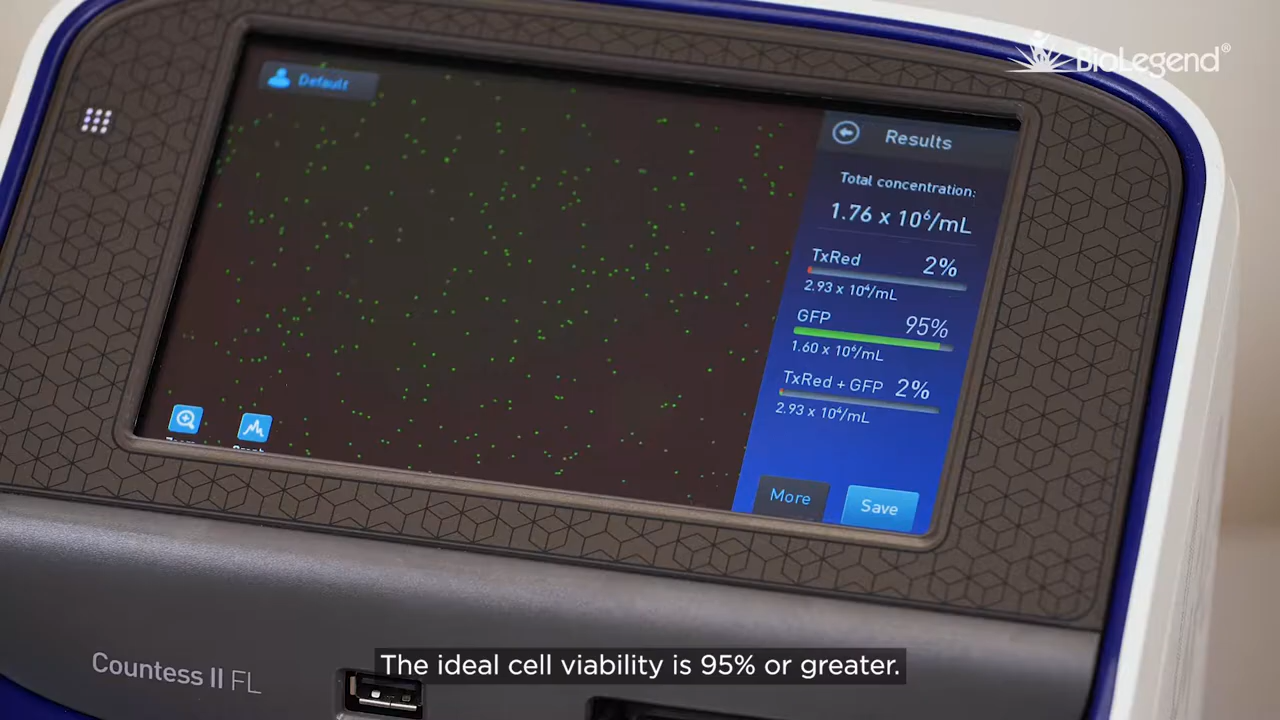 BioLegend®
Default
Results
Total concentration:
1.76 x 10⁶/mL
TxRed 2%
2.93 x 10⁴/mL
GFP 95%
1.60 x 10⁶/mL
TxRed + GFP 2%
2.93 x 10⁴/mL
More
Save
Countess II FL
The ideal cell viability is 95% or greater.